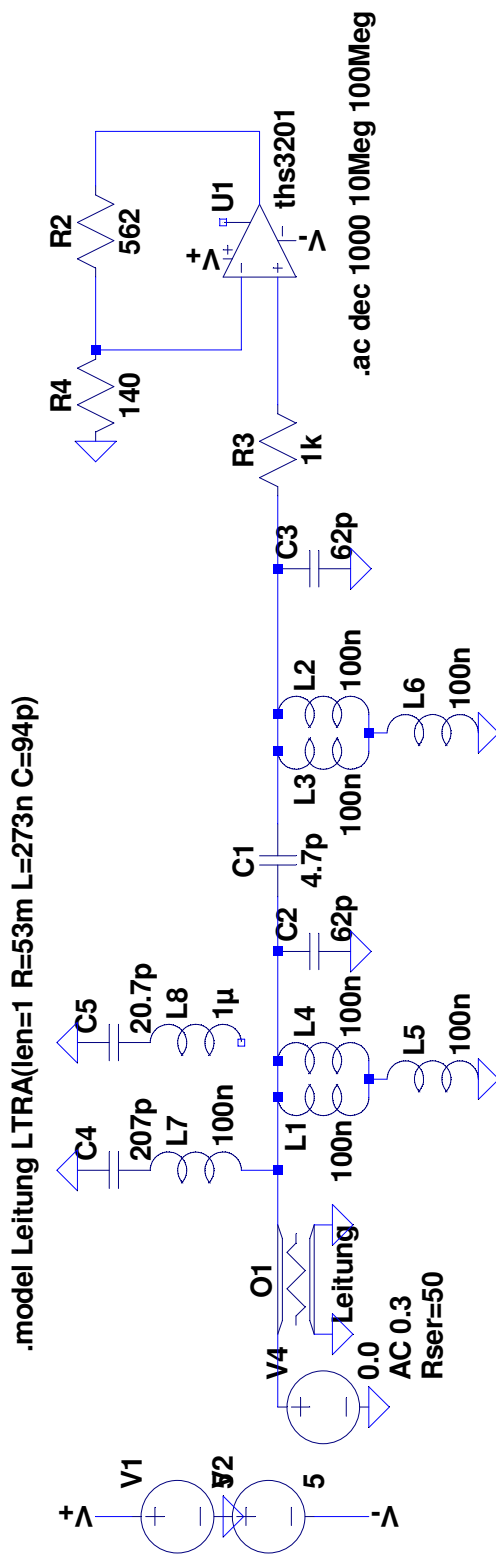 .model Leitung LTRA(len=1 R=53m L=273n C=94p)
V+
V1
5
V2
5
V-
V4
0.0
AC 0.3
Rser=50
O1
Leitung
C4
207p
L7
100n
C5
20.7p
L8
1µ
L1
100n
L4
100n
L5
100n
C2
62p
C1
4.7p
L3
100n
L2
100n
L6
100n
C3
62p
R3
1k
R4
140
R2
562
V+
U1
ths3201
V-
.ac dec 1000 10Meg 100Meg